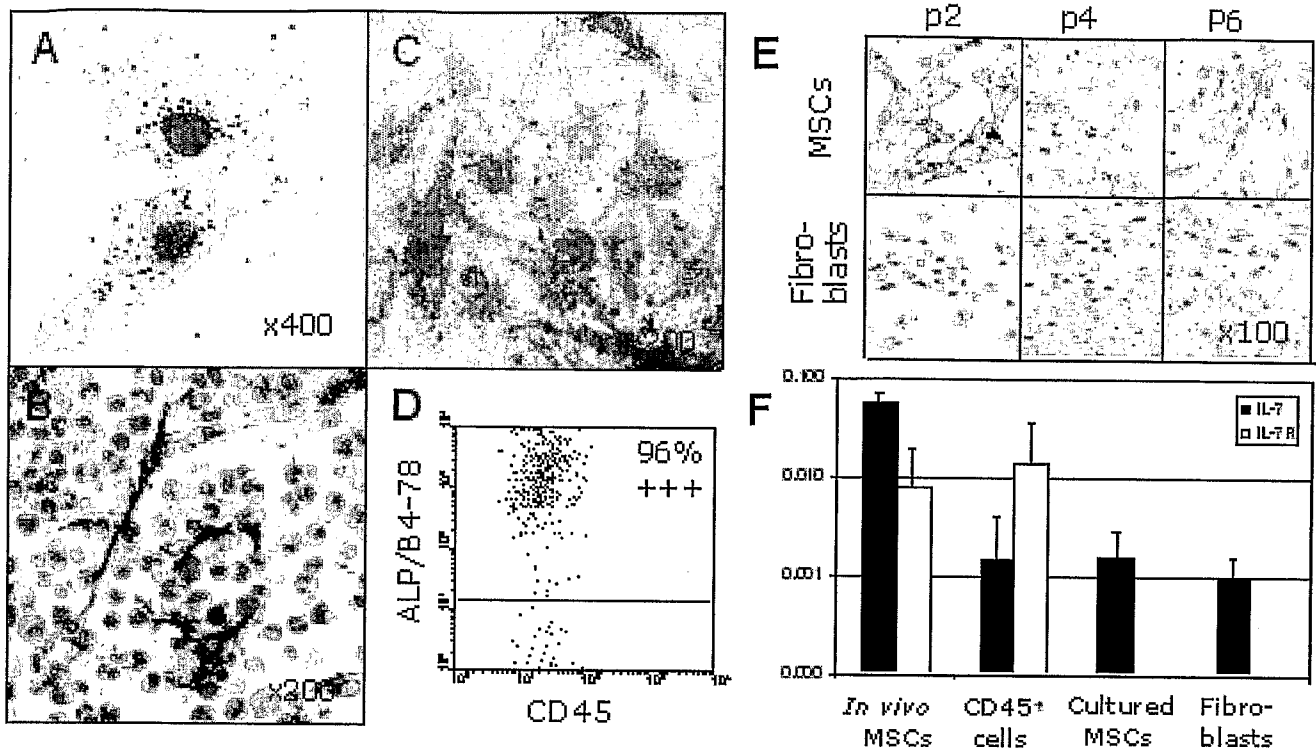 A
x400
B
x200
C
D
96%
+++
ALP/B4-78
CD45
E
p2
p4
P6
MSCs
Fibro-
blasts
x100
F
0.100
0.010
0.001
0.000
IL-7
IL-7R
In vivo
MSCs
CD45+
cells
Cultured
MSCs
Fibro-
blasts